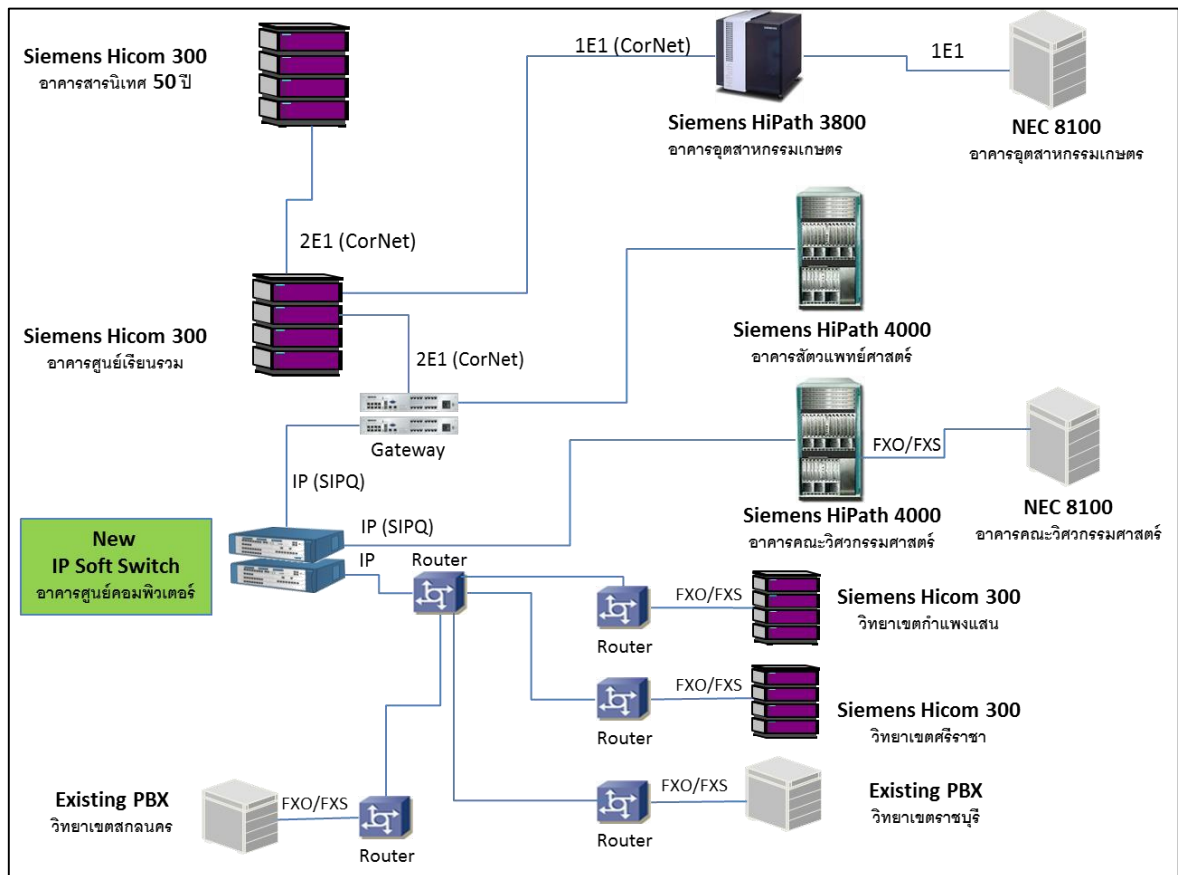 Siemens Hicom 300
อาคารสารนิเทศ 50 ปี
1E1 (CorNet)
1E1
Siemens HiPath 3800
อาคารอุตสาหกรรมเกษตร
NEC 8100
อาคารอุตสาหกรรมเกษตร
2E1 (CorNet)
Siemens Hicom 300
อาคารศูนย์เรียนรวม
2E1 (CorNet)
Siemens HiPath 4000
อาคารสัตวแพทย์ศาสตร์
Gateway
FXO/FXS
IP (SIPQ)
NEC 8100
อาคารคณะวิศวกรรมศาสตร์
Siemens HiPath 4000
อาคารคณะวิศวกรรมศาสตร์
New
IP Soft Switch
อาคารศูนย์คอมพิวเตอร์
IP (SIPQ)
IP
Router
FXO/FXS
Router
Siemens Hicom 300
วิทยาเขตกำแพงแสน
FXO/FXS
Router
Siemens Hicom 300
วิทยาเขตศรีราชา
Existing PBX
วิทยาเขตสกลนคร
FXO/FXS
Router
FXO/FXS
Router
Existing PBX
วิทยาเขตราชบุรี